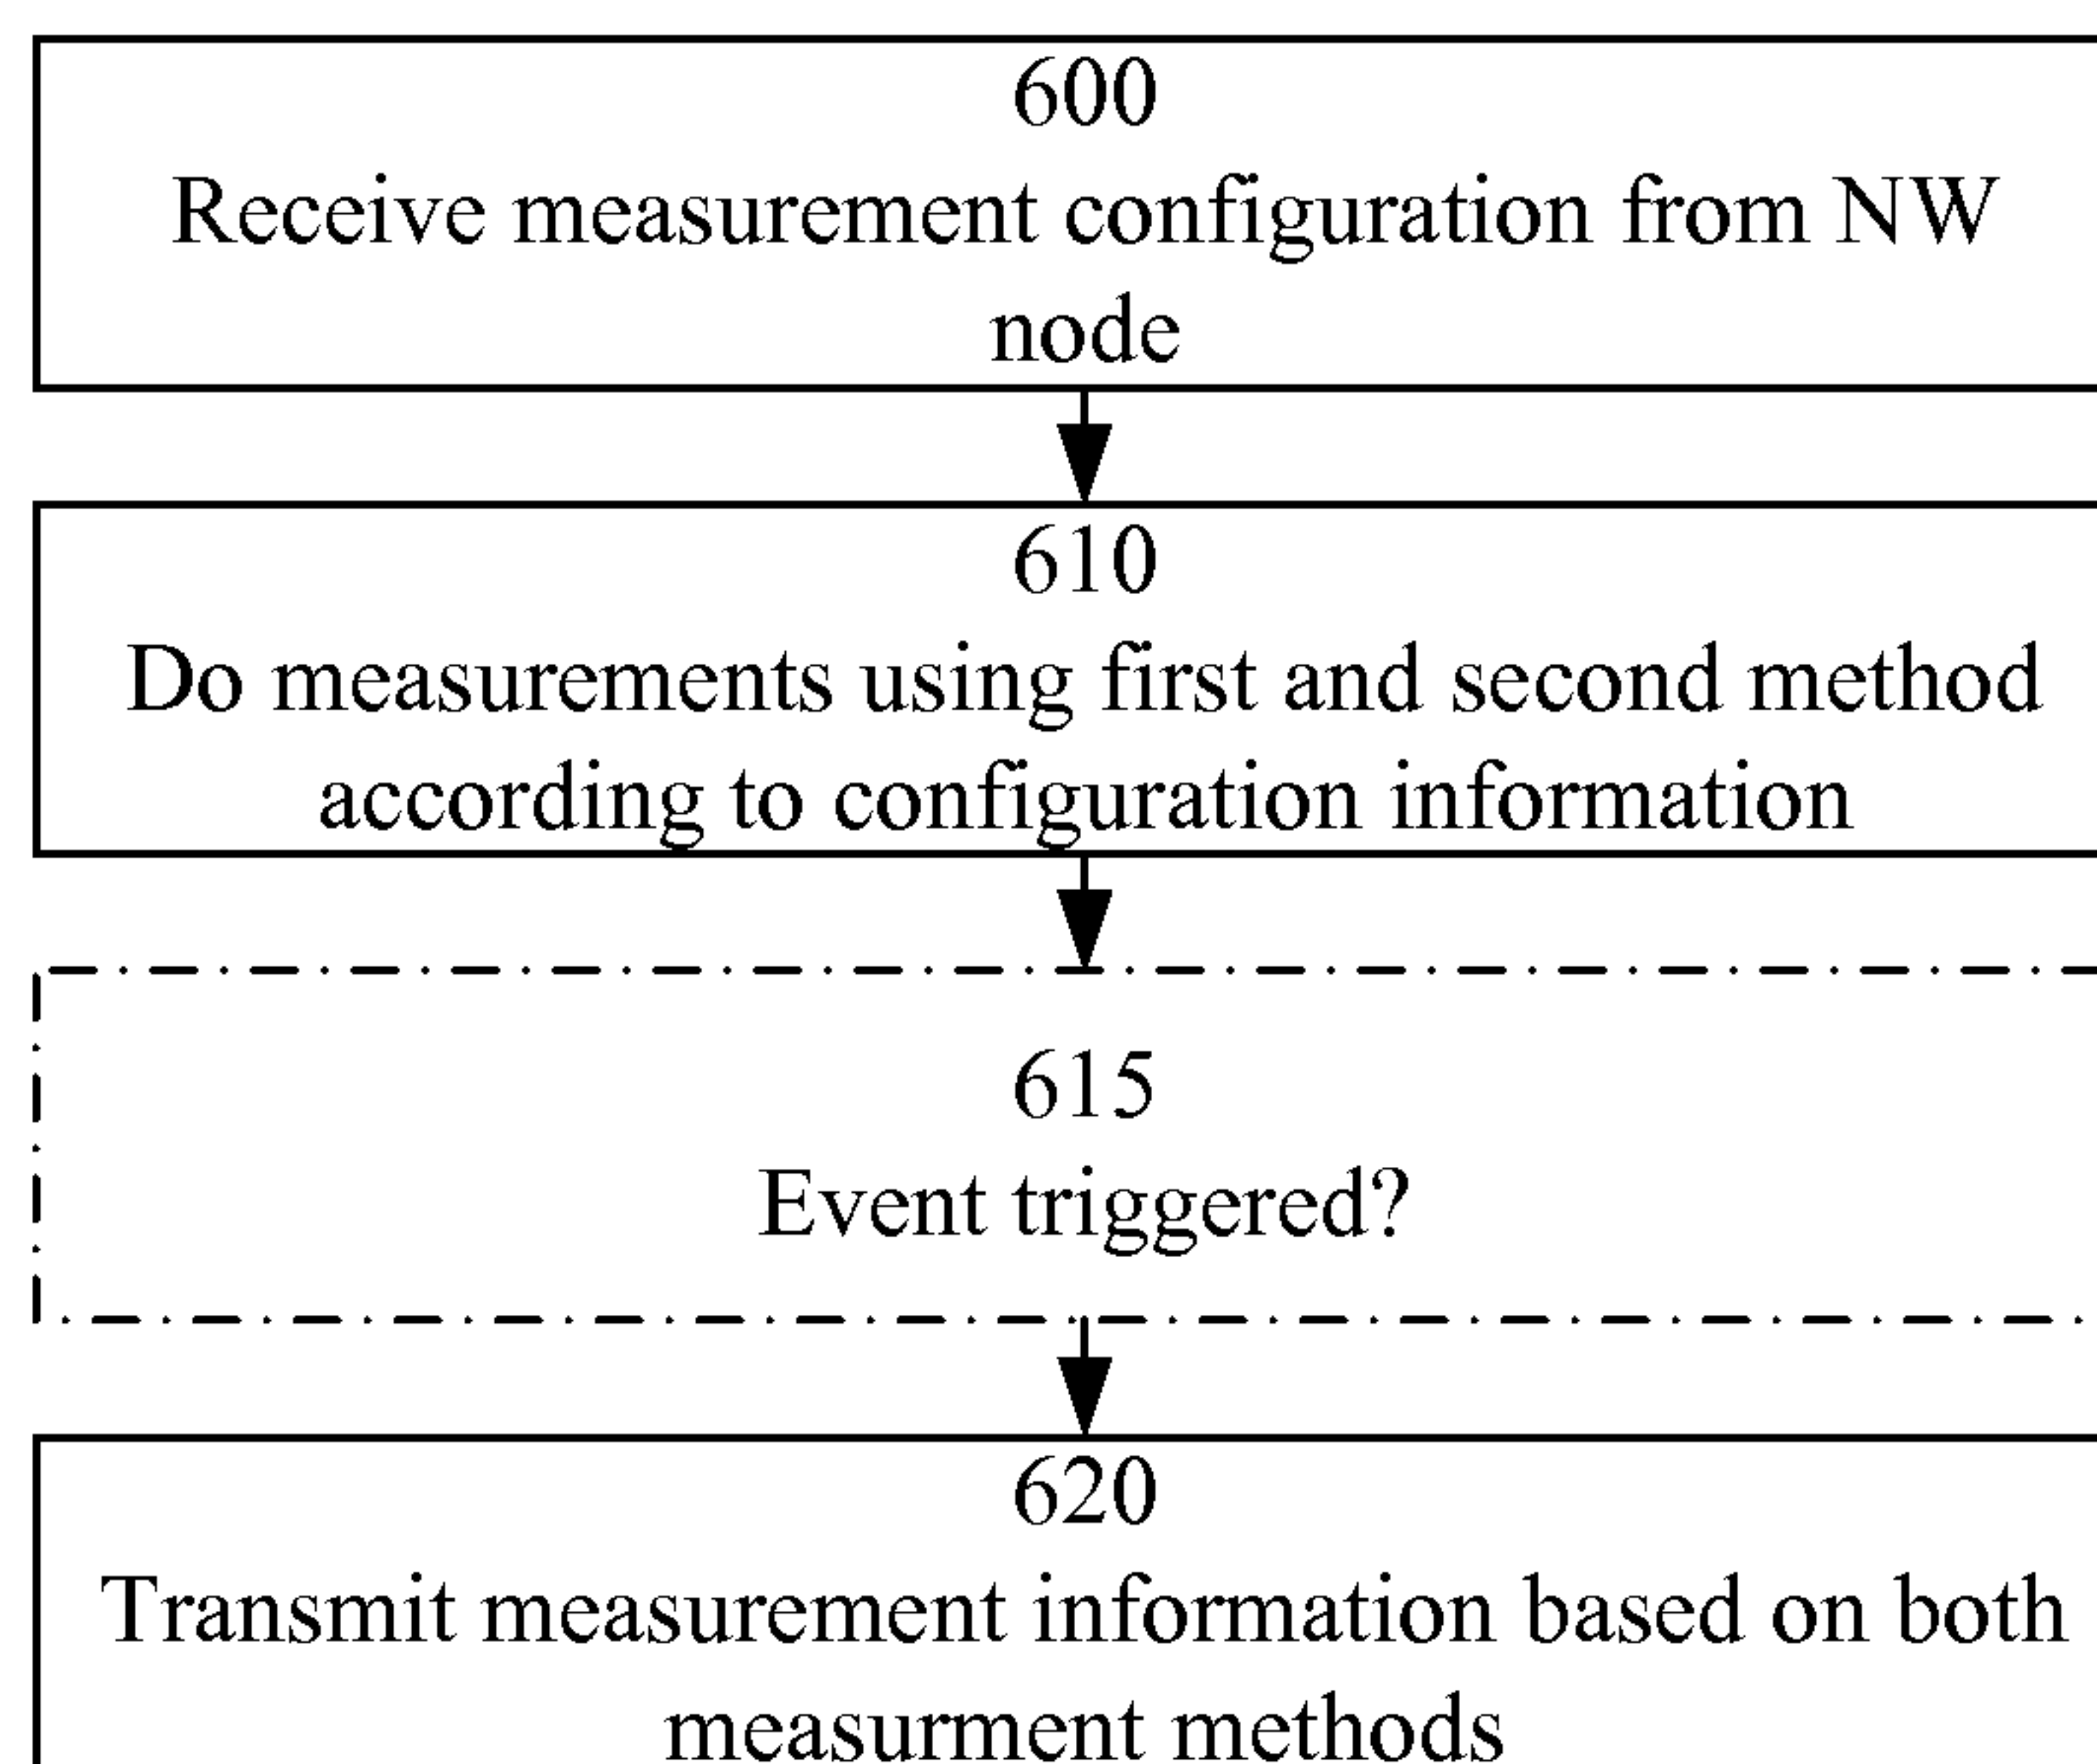 600
Receive measurement configuration from NW
node
610
Do measurements using first and second method
according to configuration information
615
Event triggered?
620
Transmit measurement information based on both
measurment methods